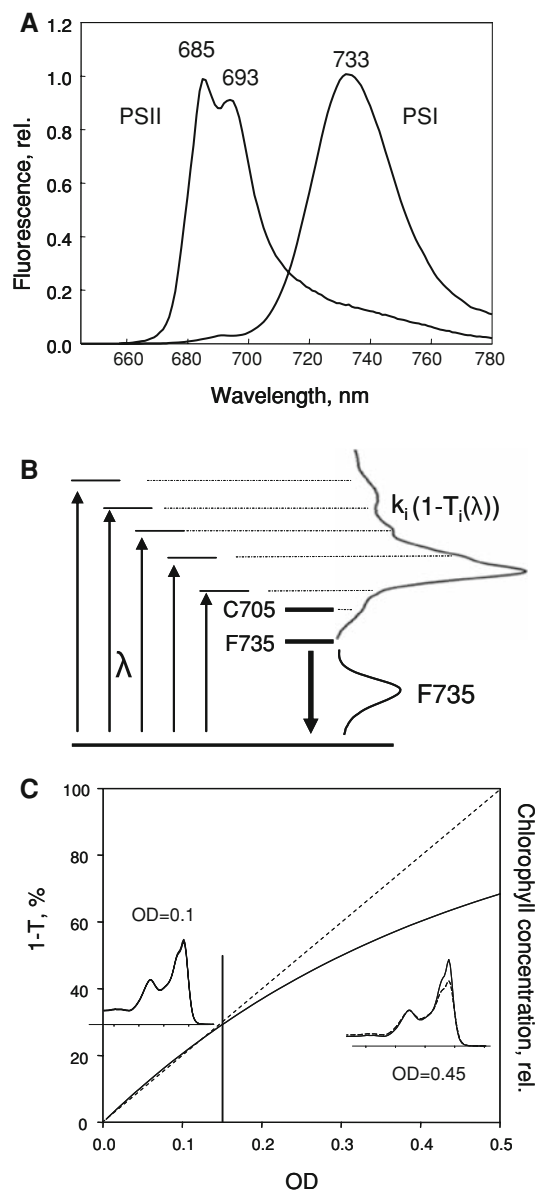 A
1.2
1.0
0.8
0.6
0.4
0.2
0.0
Fluorescence, rel.
685
693
733
PSII
PSI
660 680 700 720 740 760 780
Wavelength, nm
B
kᵢ(1-Tᵢ(λ))
C705
F735
λ
F735
C
100
80
60
40
20
0
1-T, %
OD=0.1
OD=0.45
Chlorophyll concentration, rel.
0.0 0.1 0.2 0.3 0.4 0.5
OD